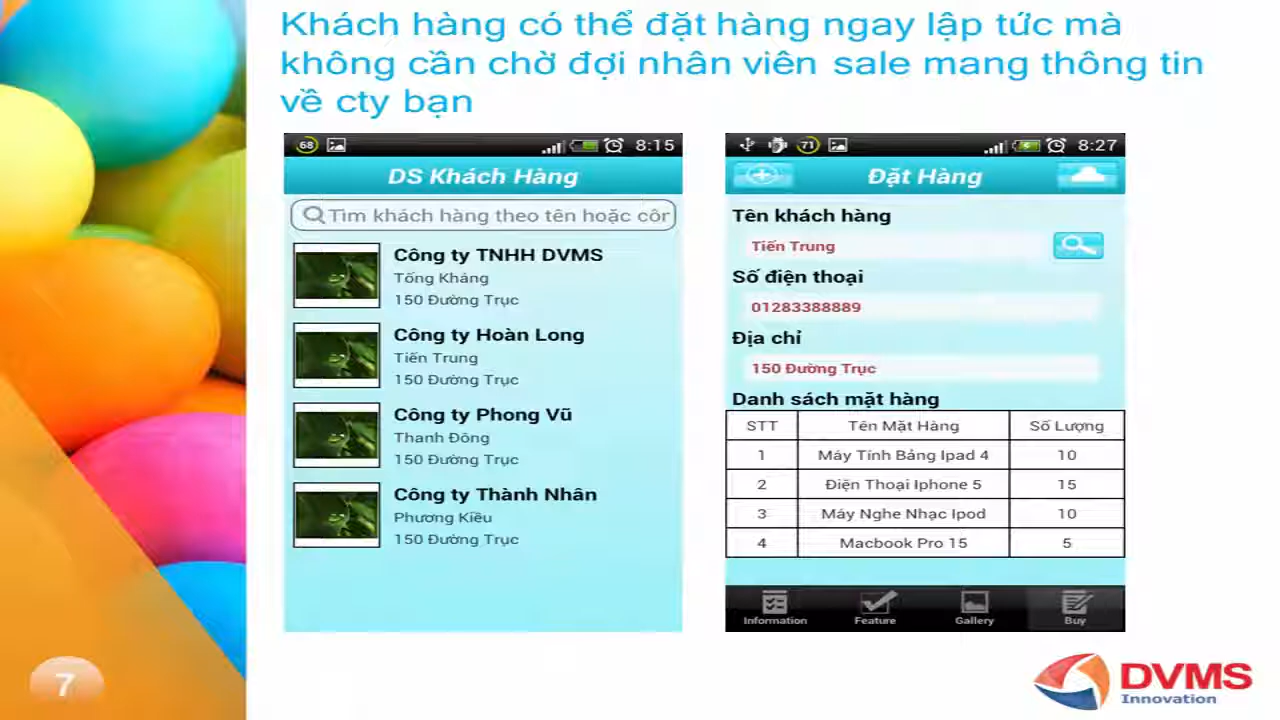 Khách hàng có thể đặt hàng ngay lập tức mà
không cần chờ đợi nhân viên sale mang thông tin
về cty bạn
68
8:15
DS Khách Hàng
Tìm khách hàng theo tên hoặc côn
Công ty TNHH DVMS
Tống Khảng
150 Đường Trục
Công ty Hoàn Long
Tiến Trung
150 Đường Trục
Công ty Phong Vũ
Thanh Đông
150 Đường Trục
Công ty Thành Nhân
Phương Kiều
150 Đường Trục
71
8:27
Đặt Hàng
Tên khách hàng
Tiến Trung
Số điện thoại
01283388889
Địa chỉ
150 Đường Trục
Danh sách mặt hàng
STT Tên Mặt Hàng Số Lượng
1 Máy Tính Bảng Ipad 4 10
2 Điện Thoại Iphone 5 15
3 Máy Nghe Nhạc Ipod 10
4 Macbook Pro 15 5
Information Feature Gallery Buy
7
DVMS
Innovation